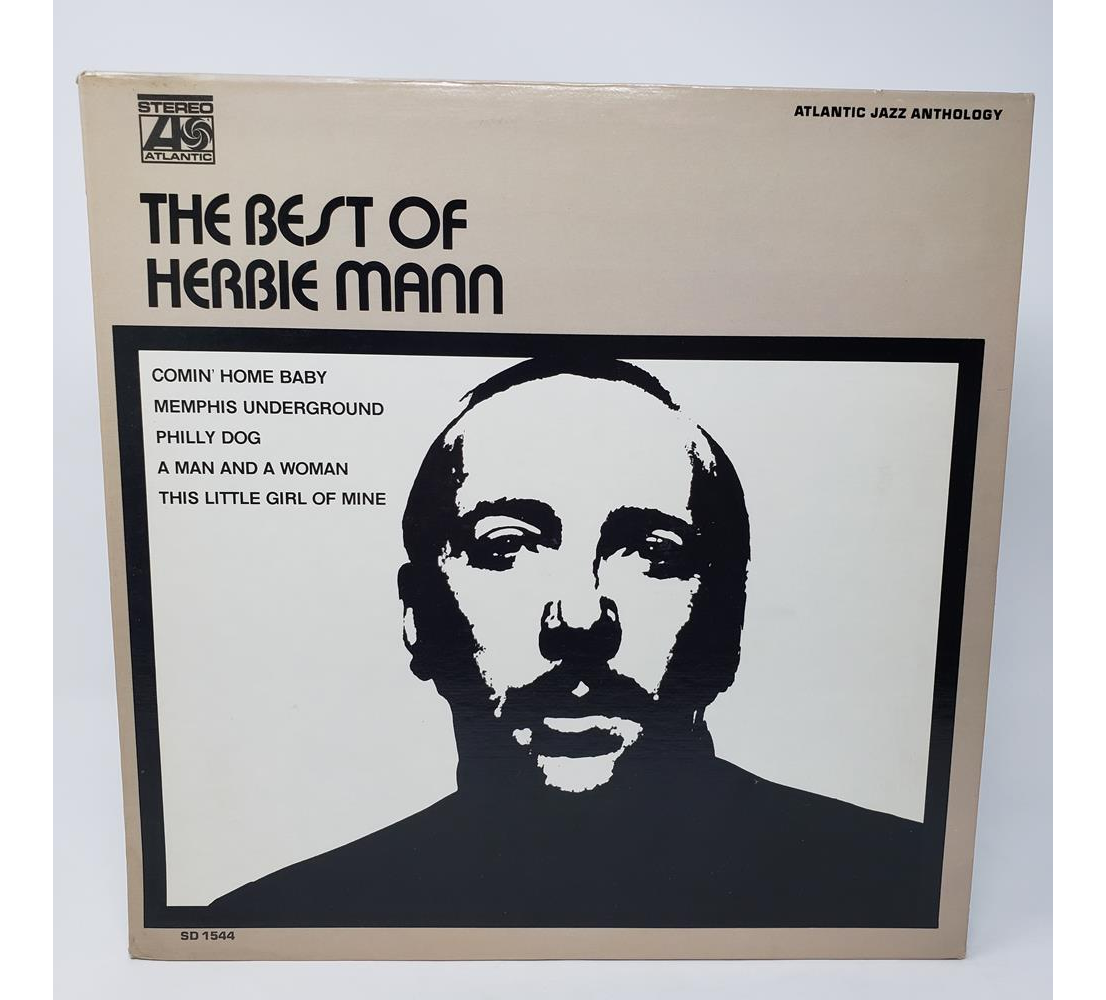 STEREO
ATLANTIC
ATLANTIC JAZZ ANTHOLOGY
THE BEST OF
HERBIE MANN
COMIN' HOME BABY
MEMPHIS UNDERGROUND
PHILLY DOG
A MAN AND A WOMAN
THIS LITTLE GIRL OF MINE
SD 1544